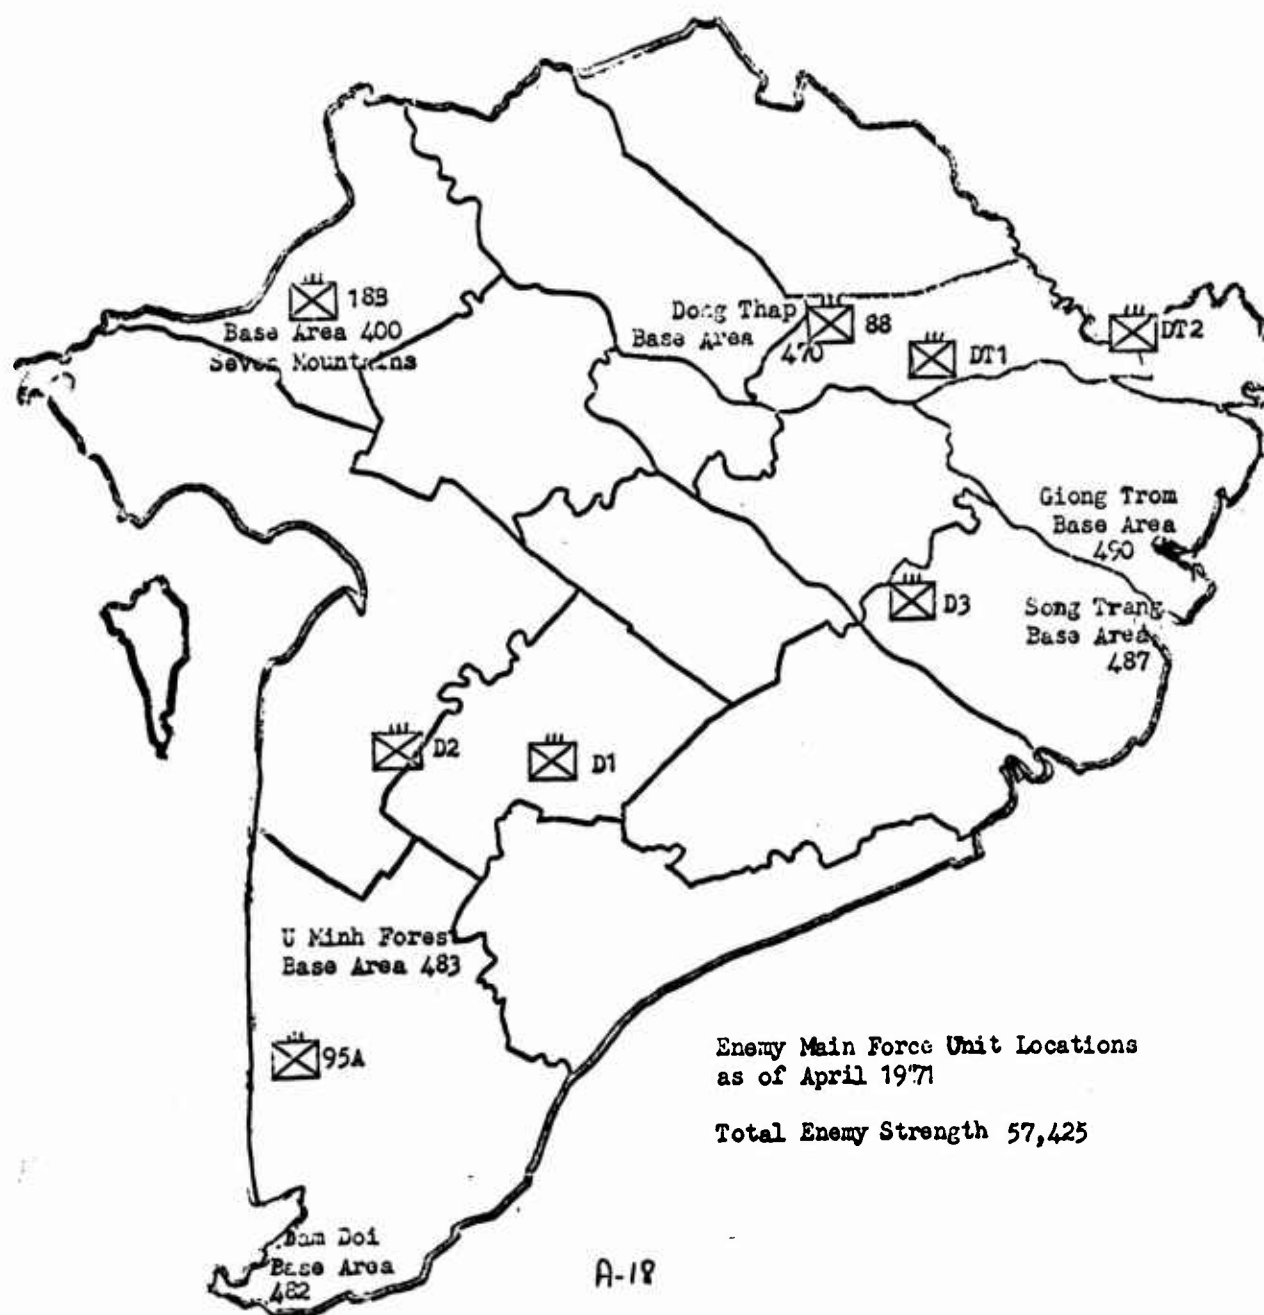 18B
Base Area 400
Seven Mountains
Dong Thap
Base Area
470
88
DT1
DT2
Giong Trom
Base Area
490
D3
Song Trang
Base Area
487
D2
D1
U Minh Forest
Base Area 483
95A
Enemy Main Force Unit Locations
as of April 1971
Total Enemy Strength 57,425
Dam Doi
Base Area
482
A-18